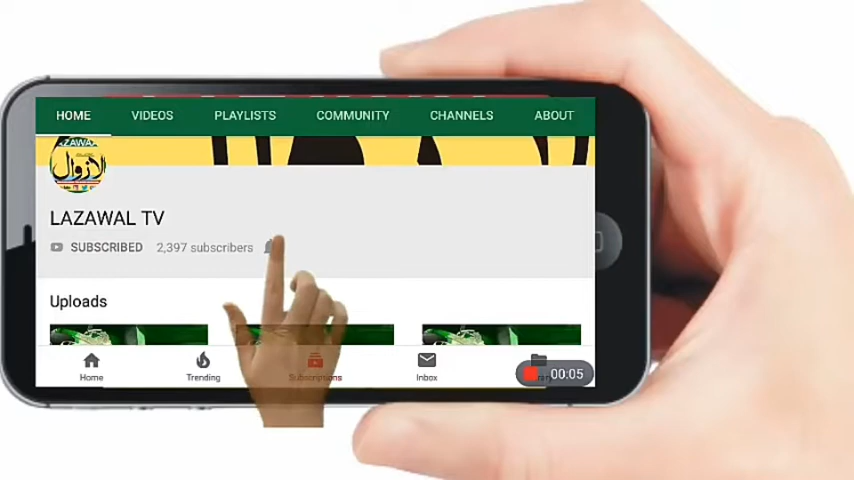 HOME VIDEOS PLAYLISTS COMMUNITY CHANNELS ABOUT
لازوال
LAZAWAL TV
SUBSCRIBED 2,397 subscribers
Uploads
Home Trending Subscriptions Inbox
00:05